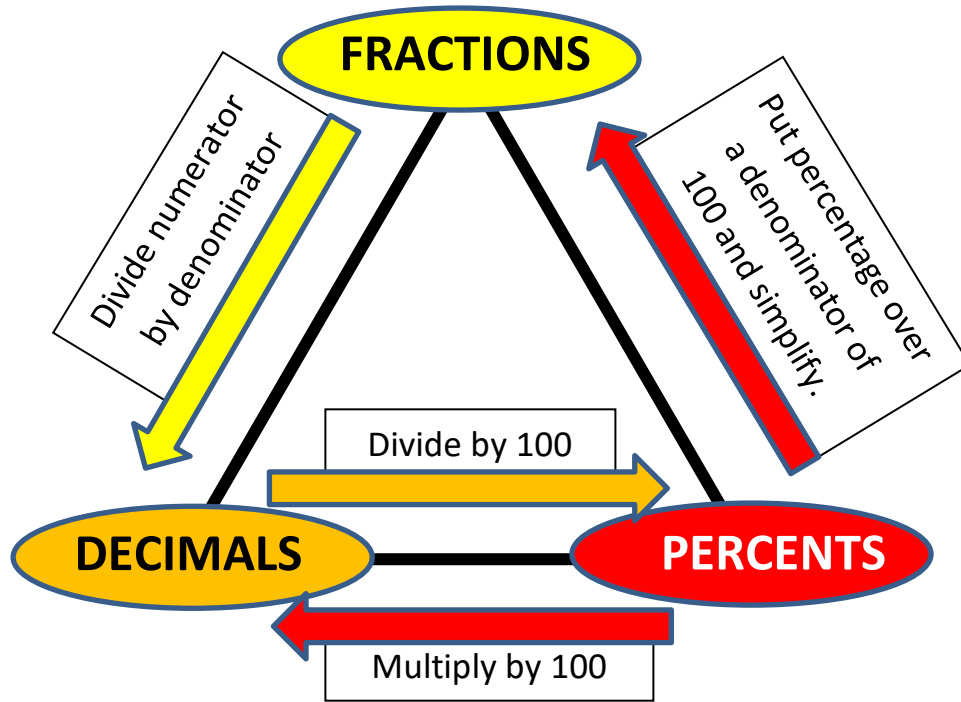 FRACTIONS
Divide numerator
by denominator
Put percentage over
a denominator of
100 and simplify.
Divide by 100
DECIMALS
PERCENTS
Multiply by 100